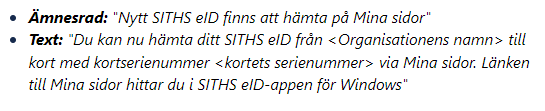 • Ämnesrad: "Nytt SITHS eID finns att hämta på Mina sidor"
• Text: "Du kan nu hämta ditt SITHS eID från <Organisationens namn> till
kort med kortserienummer <kortets serienummer> via Mina sidor. Länken
till Mina sidor hittar du i SITHS eID-appen för Windows"